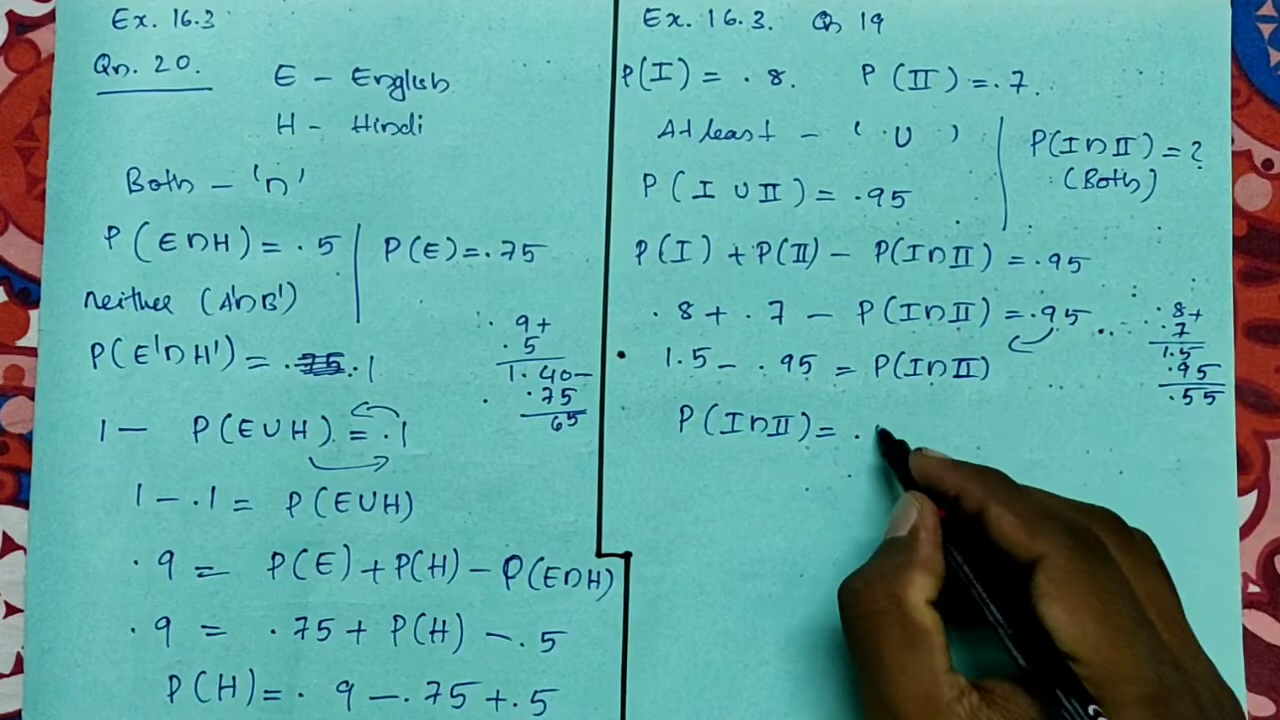 Ex. 16.3
Qn. 20.
E - English
H - Hindi
Both - '∩'
P(E∩H) = .5 | P(E)=.75
neither (A'∩B')
P(E'∩H') = .1
.9+
.5
1.40-
.75
65
1 - P(E∪H) = .1
1-.1 = P(E∪H)
.9 = P(E)+P(H)-P(E∩H)
.9 = .75+P(H)-.5
P(H)=.9-.75+.5
Ex. 16.3. Qn 19
P(I) = .8. P(II) = .7.
Atleast - ( ∪ )
P(I∩II) = ?
(Both)
P(I∪II) = .95
P(I)+P(II)-P(I∩II)=.95
.8+.7-P(I∩II)=.95
1.5-.95=P(I∩II)
.8+
.7
1.5
.95
.55
P(I∩II)= .